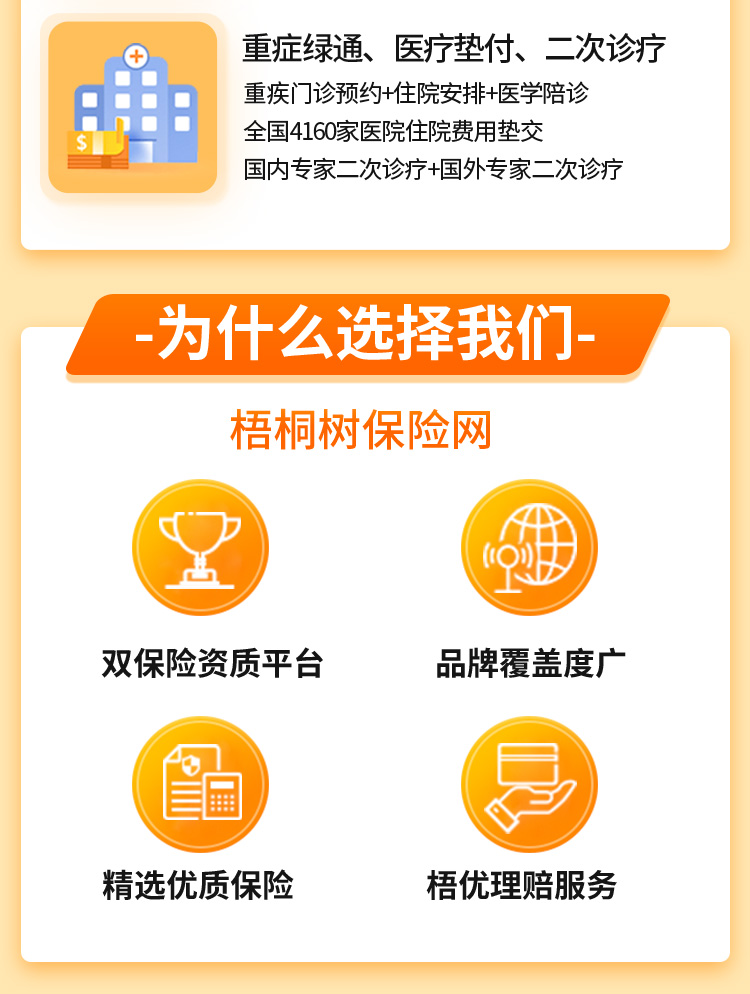 重症绿通、医疗垫付、二次诊疗
重疾门诊预约+住院安排+医学陪诊
全国4160家医院住院费用垫交
国内专家二次诊疗+国外专家二次诊疗
$
-为什么选择我们-
梧桐树保险网
双保险资质平台
品牌覆盖度广
精选优质保险
梧优理赔服务